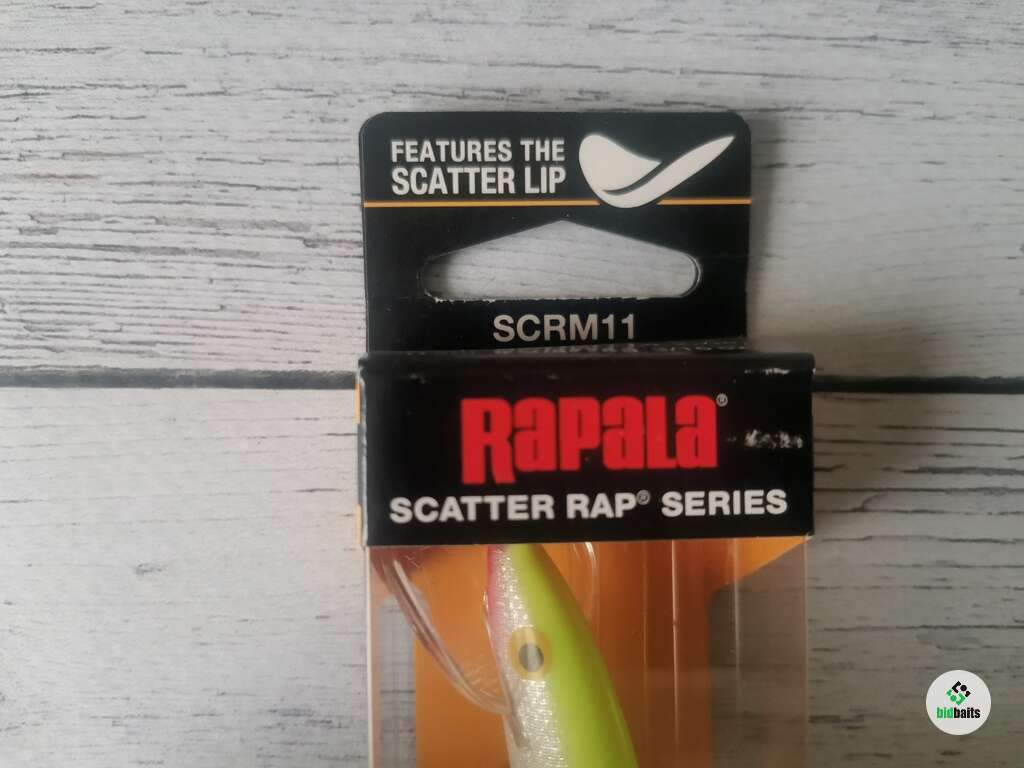 FEATURES THE
SCATTER LIP
SCRM11
RAPALA®
SCATTER RAP® SERIES
bidbaits